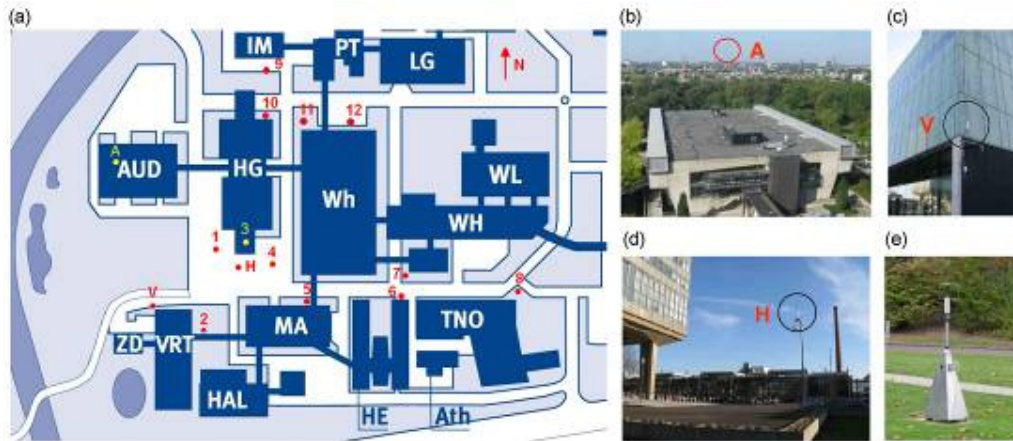 (a)
IM
PT
LG
N
9
10
11
12
A
AUD
HG
Wh
WL
WH
3
1
H
4
7
8
V
5
6
2
MA
TNO
ZD
VRT
HAL
HE
Ath
(b)
A
(c)
V
(d)
H
(e)